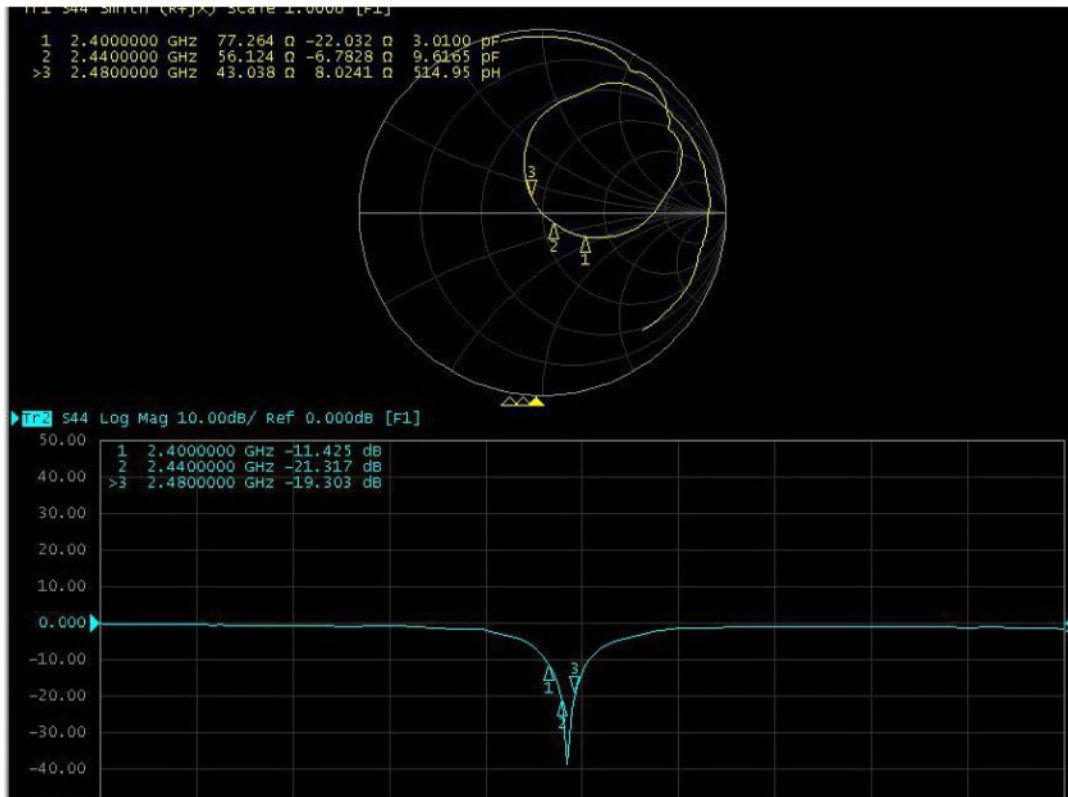 Tr1 S44 Smith (R+jX) Scale 1.000U [F1]
1 2.4000000 GHz 77.264 Ω -22.032 Ω 3.0100 pF
2 2.4400000 GHz 56.124 Ω -6.7828 Ω 9.6165 pF
>3 2.4800000 GHz 43.038 Ω 8.0241 Ω 514.95 pH
3
2
1
Tr2 S44 Log Mag 10.00dB/ Ref 0.000dB [F1]
50.00
1 2.4000000 GHz -11.425 dB
2 2.4400000 GHz -21.317 dB
>3 2.4800000 GHz -19.303 dB
40.00
30.00
20.00
10.00
0.000
-10.00
3
1
-20.00
2
-30.00
-40.00